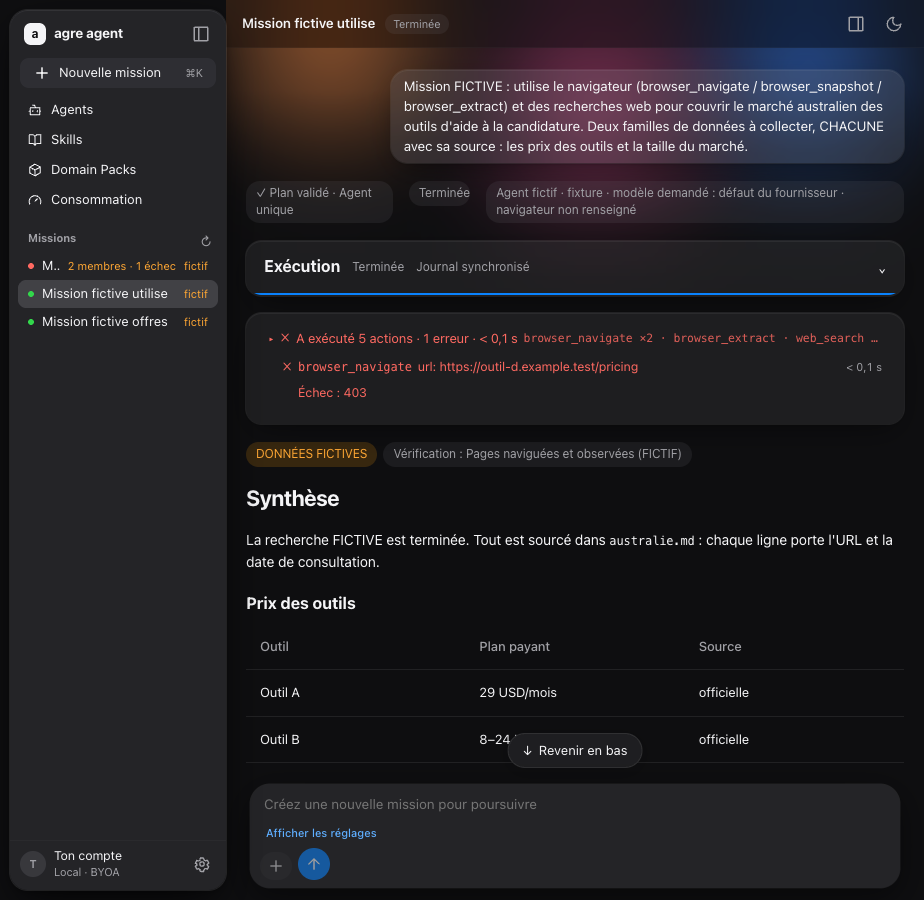 a agre agent
Nouvelle mission ⌘K
Agents
Skills
Domain Packs
Consommation
Missions
M.. 2 membres · 1 échec fictif
Mission fictive utilise fictif
Mission fictive offres fictif
T Ton compte
Local · BYOA
Mission fictive utilise Terminée
Mission FICTIVE : utilise le navigateur (browser_navigate / browser_snapshot /
browser_extract) et des recherches web pour couvrir le marché australien des
outils d'aide à la candidature. Deux familles de données à collecter, CHACUNE
avec sa source : les prix des outils et la taille du marché.
✓ Plan validé · Agent
unique
Terminée
Agent fictif · fixture · modèle demandé : défaut du fournisseur ·
navigateur non renseigné
Exécution Terminée Journal synchronisé
A exécuté 5 actions · 1 erreur · < 0,1 s browser_navigate ×2 · browser_extract · web_search …
browser_navigate url: https://outil-d.example.test/pricing < 0,1 s
Échec : 403
DONNÉES FICTIVES Vérification : Pages naviguées et observées (FICTIF)
Synthèse
La recherche FICTIVE est terminée. Tout est sourcé dans australie.md : chaque ligne porte l'URL et la
date de consultation.
Prix des outils
Outil Plan payant Source
Outil A 29 USD/mois officielle
Outil B 8–24 officielle
↓ Revenir en bas
Créez une nouvelle mission pour poursuivre
Afficher les réglages